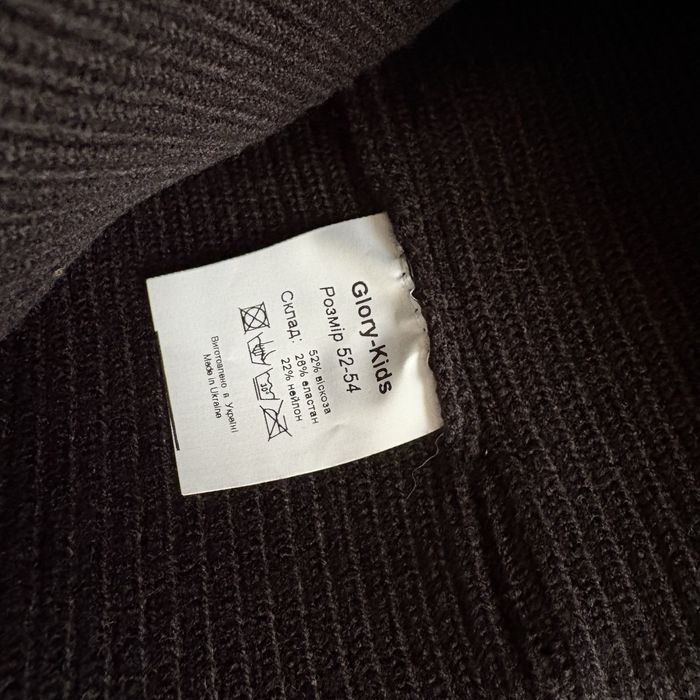 Glory-Kids
Розмір 52-54
Склад: 52% віскоза
28% еластан
22% нейлон
Виготовлено в Україні
Made in Ukraine